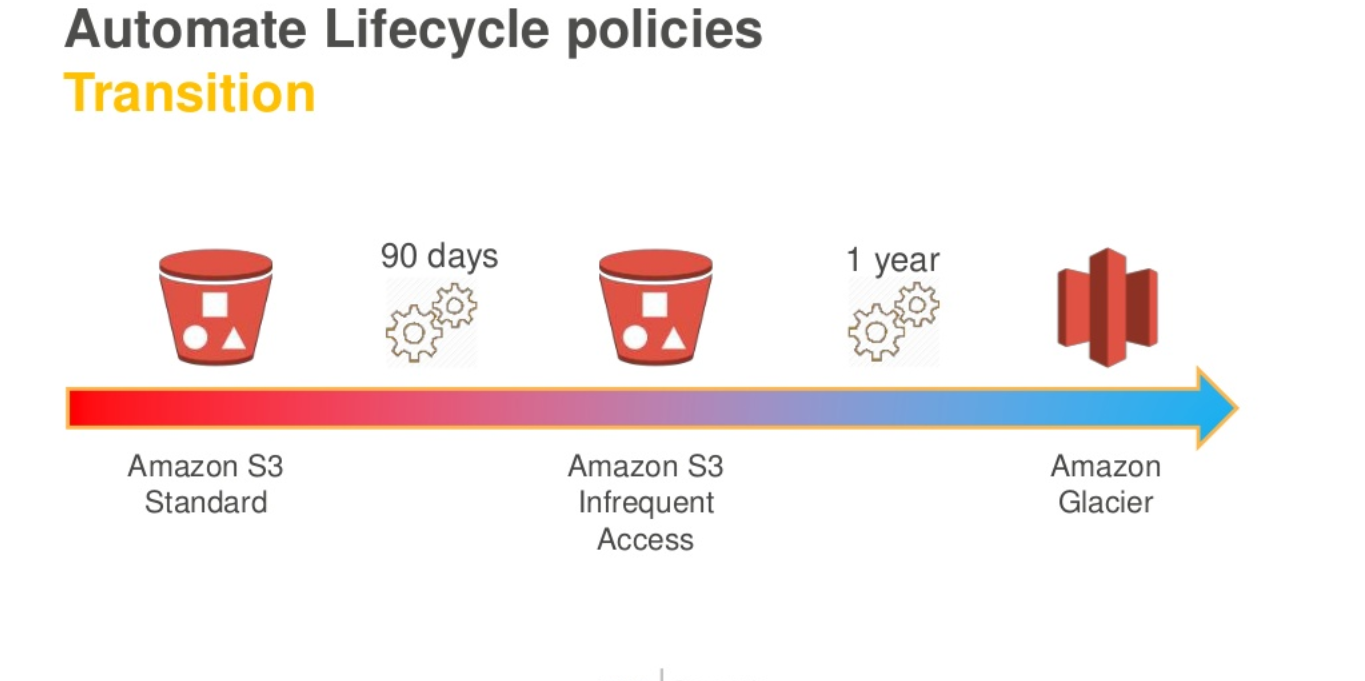 Automate Lifecycle policies
Transition
90 days
1 year
Amazon S3
Standard
Amazon S3
Infrequent
Access
Amazon
Glacier